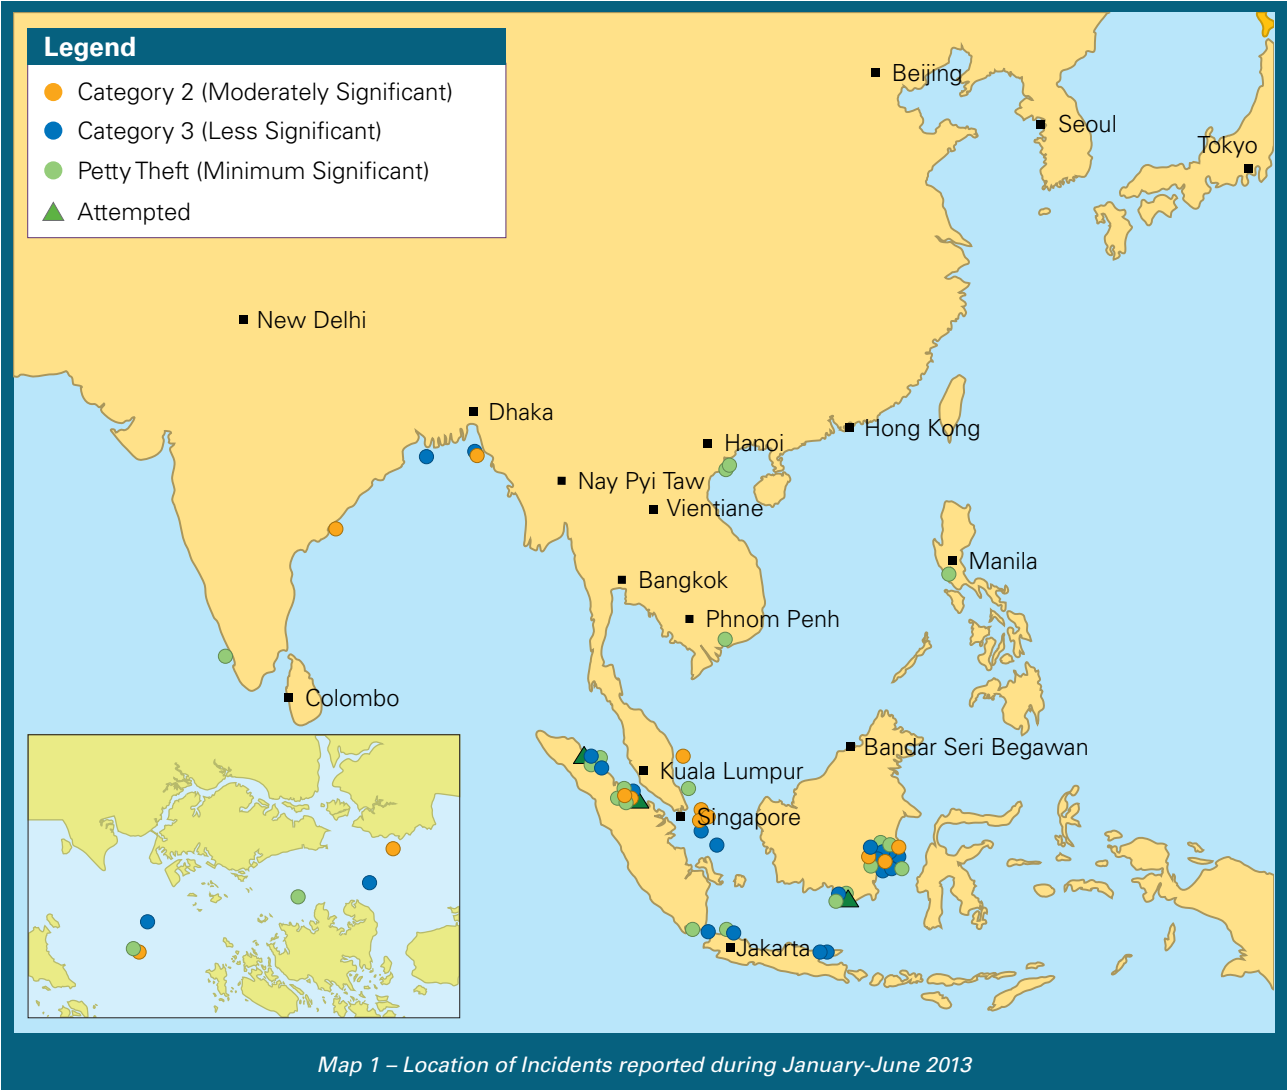 Legend
Category 2 (Moderately Significant)
Category 3 (Less Significant)
Petty Theft (Minimum Significant)
Attempted
Beijing
Seoul
Tokyo
New Delhi
Dhaka
Hong Kong
Hanoi
Nay Pyi Taw
Vientiane
Manila
Bangkok
Phnom Penh
Colombo
Bandar Seri Begawan
Kuala Lumpur
Singapore
Jakarta
Map 1 – Location of Incidents reported during January-June 2013